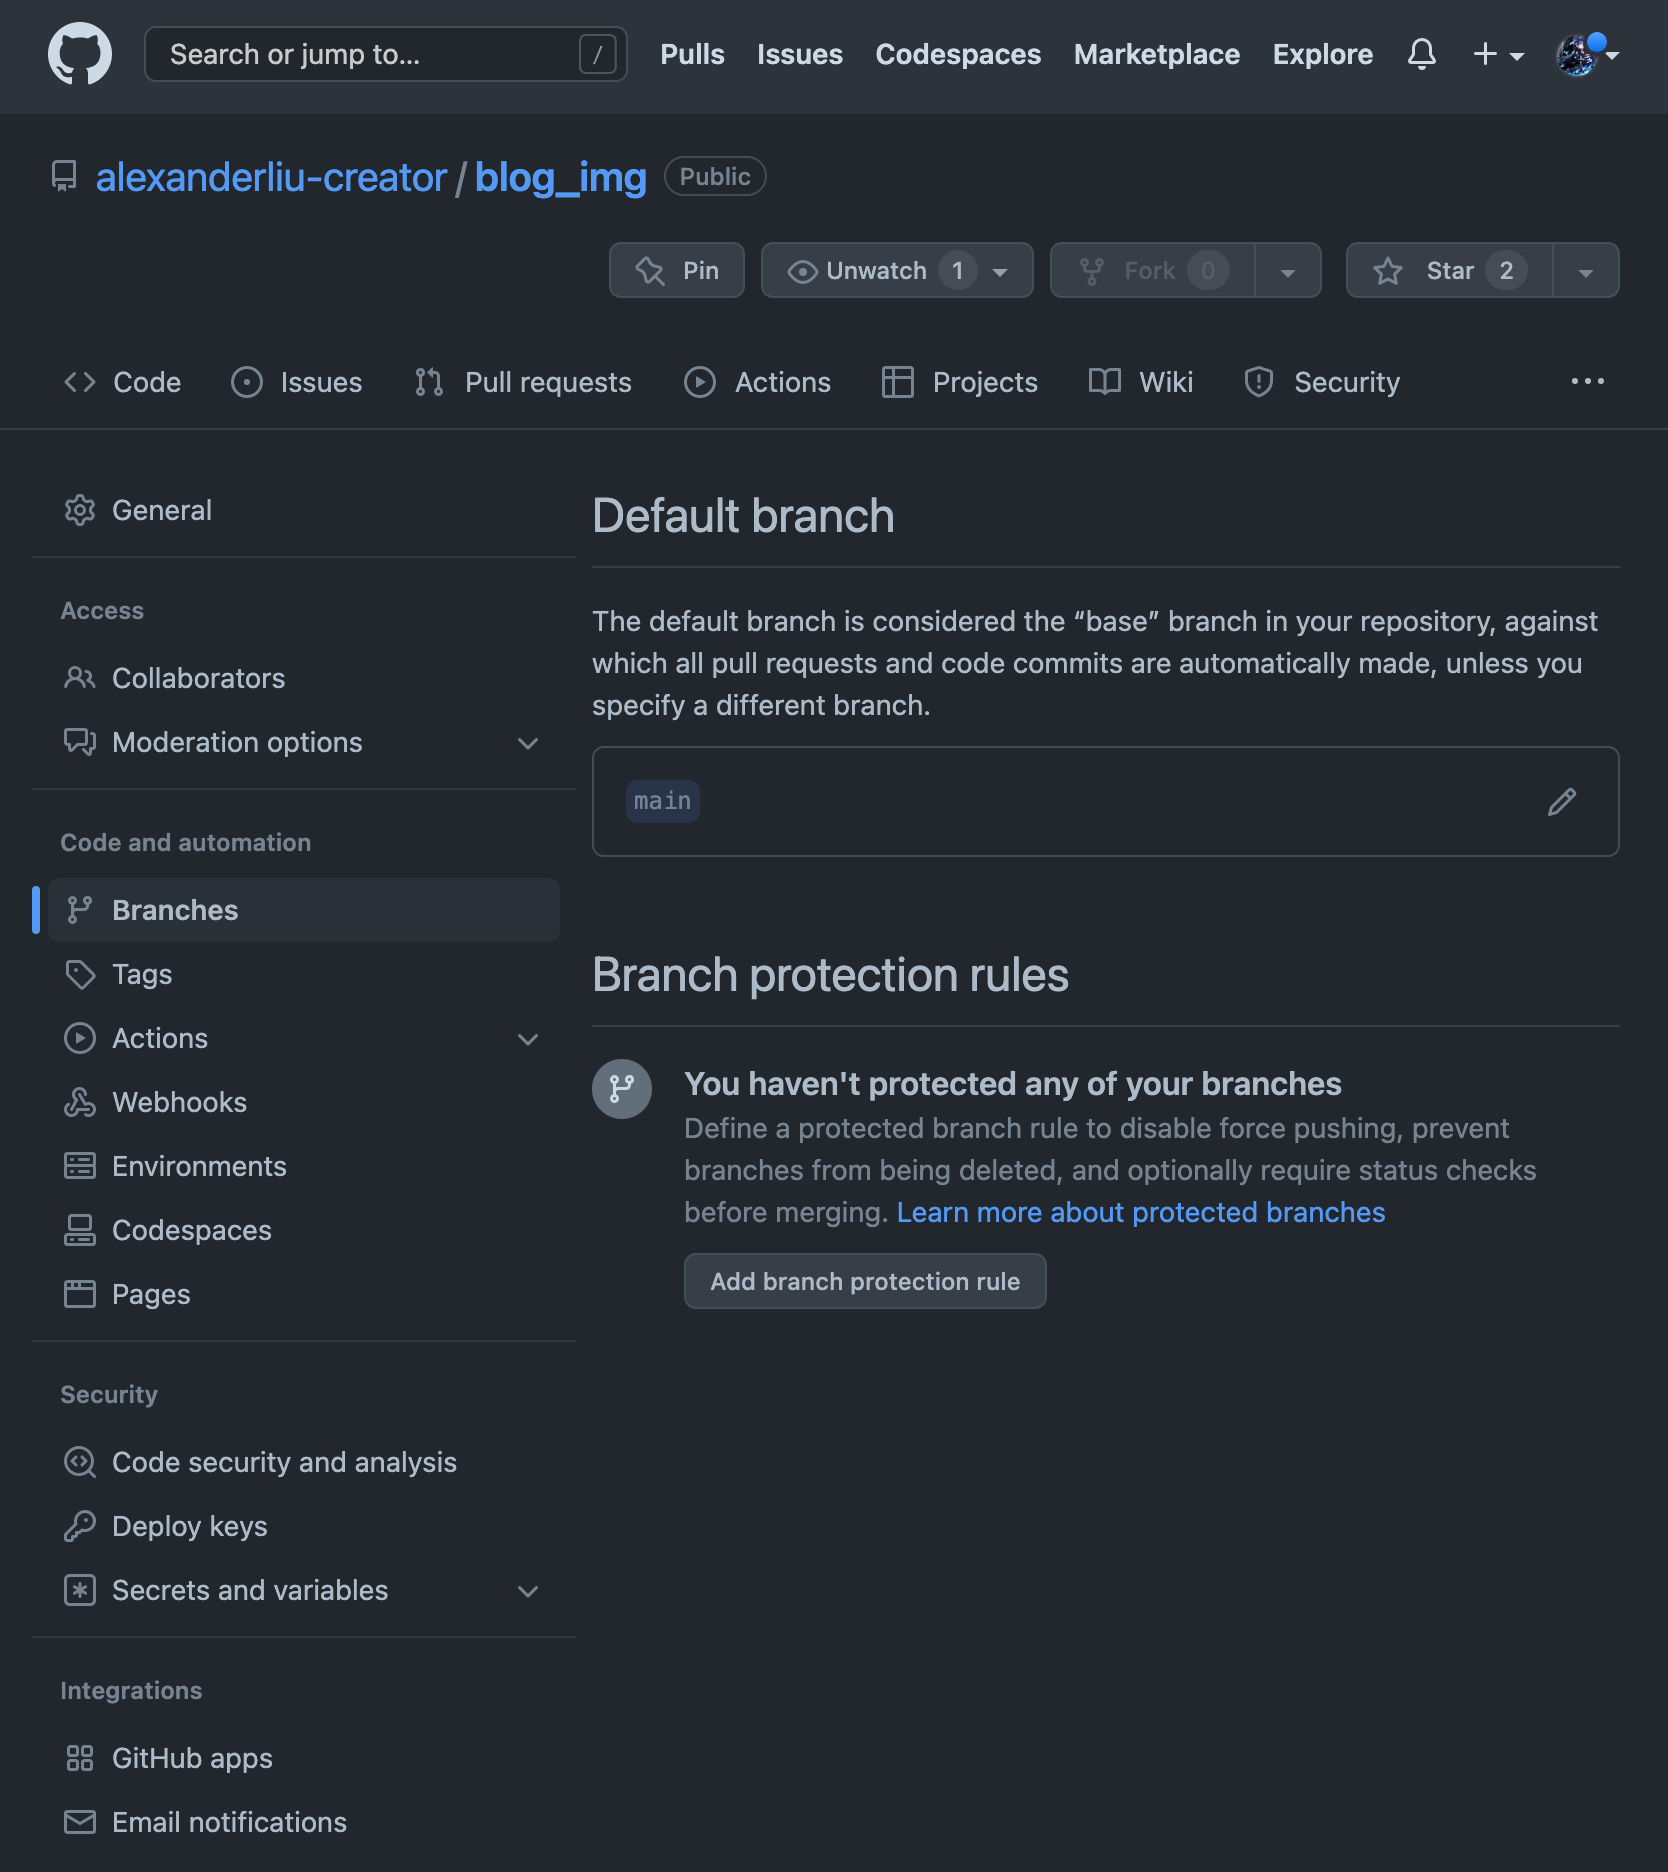 Search or jump to... /
Pulls Issues Codespaces Marketplace Explore
alexanderliu-creator / blog_img Public
Pin Unwatch 1 Fork 0 Star 2
Code Issues Pull requests Actions Projects Wiki Security
General
Access
Collaborators
Moderation options
Code and automation
Branches
Tags
Actions
Webhooks
Environments
Codespaces
Pages
Security
Code security and analysis
Deploy keys
Secrets and variables
Integrations
GitHub apps
Email notifications
Default branch
The default branch is considered the “base” branch in your repository, against
which all pull requests and code commits are automatically made, unless you
specify a different branch.
main
Branch protection rules
You haven't protected any of your branches
Define a protected branch rule to disable force pushing, prevent
branches from being deleted, and optionally require status checks
before merging. Learn more about protected branches
Add branch protection rule